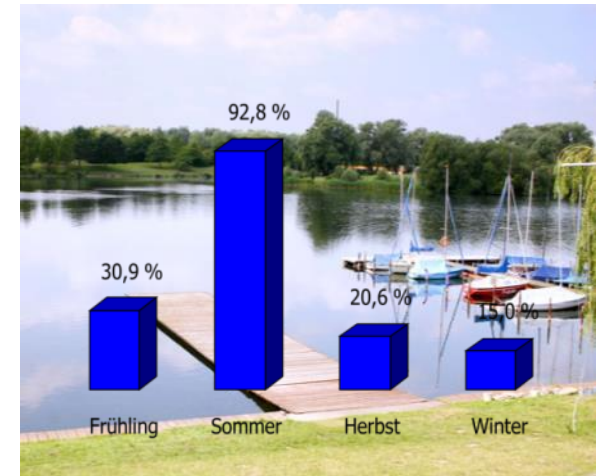 92,8 %
30,9 %
20,6 %
15,0 %
Frühling Sommer Herbst Winter